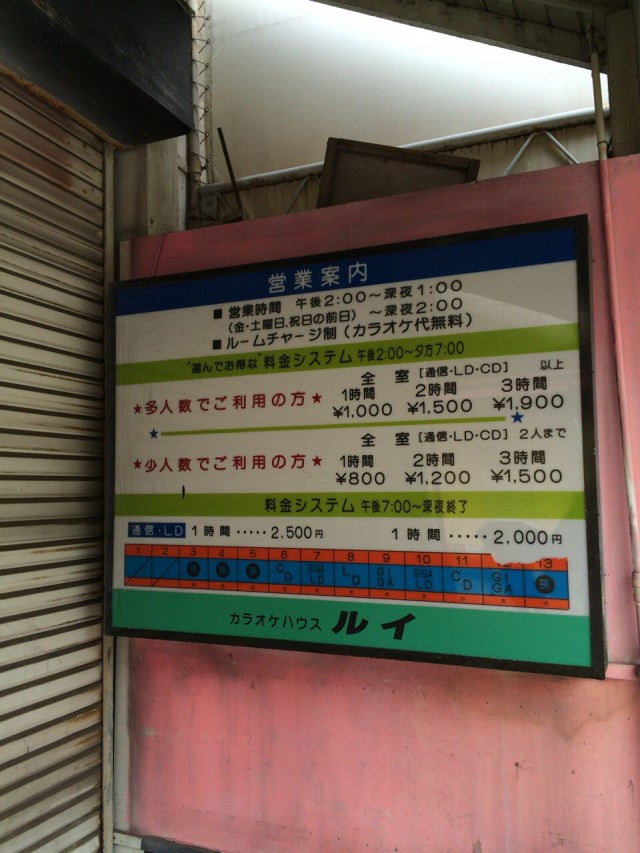 営業案内
■ 営業時間 午後2:00〜深夜1:00
(金・土曜日,祝日の前日) 〜深夜2:00
■ ルームチャージ制(カラオケ代無料)
"選んでお得な"料金システム 午後2:00〜夕方7:00
全室 [通信・LD・CD] 以上
★多人数でご利用の方★ 1時間 2時間 3時間
¥1,000 ¥1,500 ¥1,900
全室 [通信・LD・CD] 2人まで
★少人数でご利用の方★ 1時間 2時間 3時間
¥800 ¥1,200 ¥1,500
料金システム 午後7:00〜深夜終了
通信・LD 1時間・・・・・2,500円 1時間・・・・・2,000円
1 2 3 4 5 6 7 8 9 10 11 12 13
CD GIGA LD LD GIGA GIGA LD CD GIGA
カラオケハウス ルイ